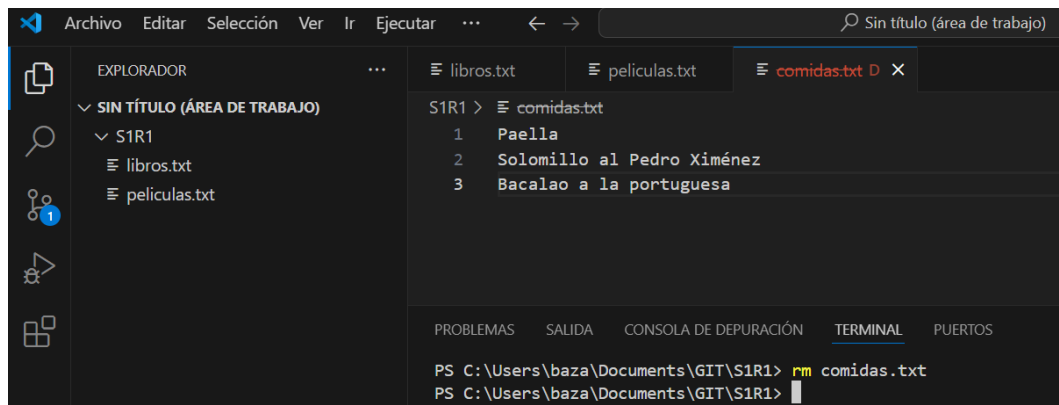 Archivo Editar Selección Ver Ir Ejecutar ··· ← → Sin título (área de trabajo)
EXPLORADOR ···
SIN TÍTULO (ÁREA DE TRABAJO)
S1R1
libros.txt
peliculas.txt
1
libros.txt peliculas.txt comidas.txt D ×
S1R1 > comidas.txt
1 Paella
2 Solomillo al Pedro Ximénez
3 Bacalao a la portuguesa
PROBLEMAS SALIDA CONSOLA DE DEPURACIÓN TERMINAL PUERTOS
PS C:\Users\baza\Documents\GIT\S1R1> rm comidas.txt
PS C:\Users\baza\Documents\GIT\S1R1>